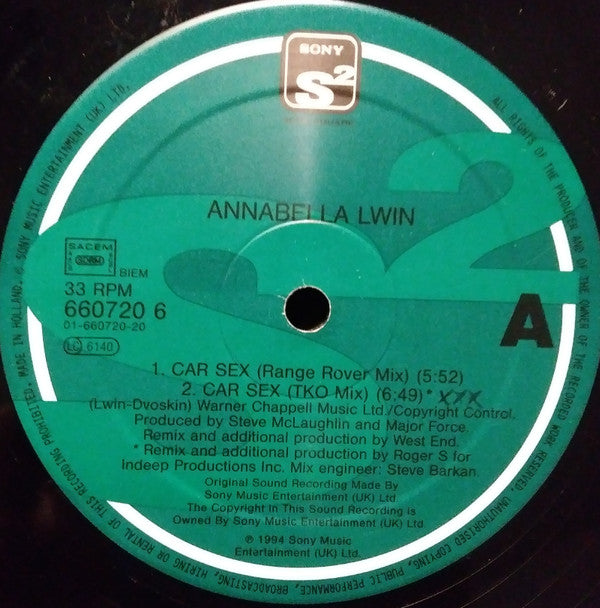 SONY
S2
ANNABELLA LWIN
SACEM
BIEM
33 RPM
660720 6
01-660720-20
LC 6140
A
1. CAR SEX (Range Rover Mix) (5:52)
2. CAR SEX (TKO Mix) (6:49)* XXX
(Lwin-Dvoskin) Warner Chappell Music Ltd./Copyright Control.
Produced by Steve McLaughlin and Major Force.
Remix and additional production by West End.
* Remix and additional production by Roger S for
Indeep Productions Inc. Mix engineer: Steve Barkan.
Original Sound Recording Made By
Sony Music Entertainment (UK) Ltd.
The Copyright In This Sound Recording is
Owned By Sony Music Entertainment (UK) Ltd.
℗ 1994 Sony Music
Entertainment (UK) Ltd.
ALL RIGHTS OF THE PRODUCER AND OF THE OWNER OF THE RECORDED WORK RESERVED. UNAUTHORISED COPYING, PUBLIC PERFORMANCE, BROADCASTING, HIRING OR RENTAL OF THIS RECORDING PROHIBITED. MADE IN HOLLAND. © SONY MUSIC ENTERTAINMENT (UK) LTD.